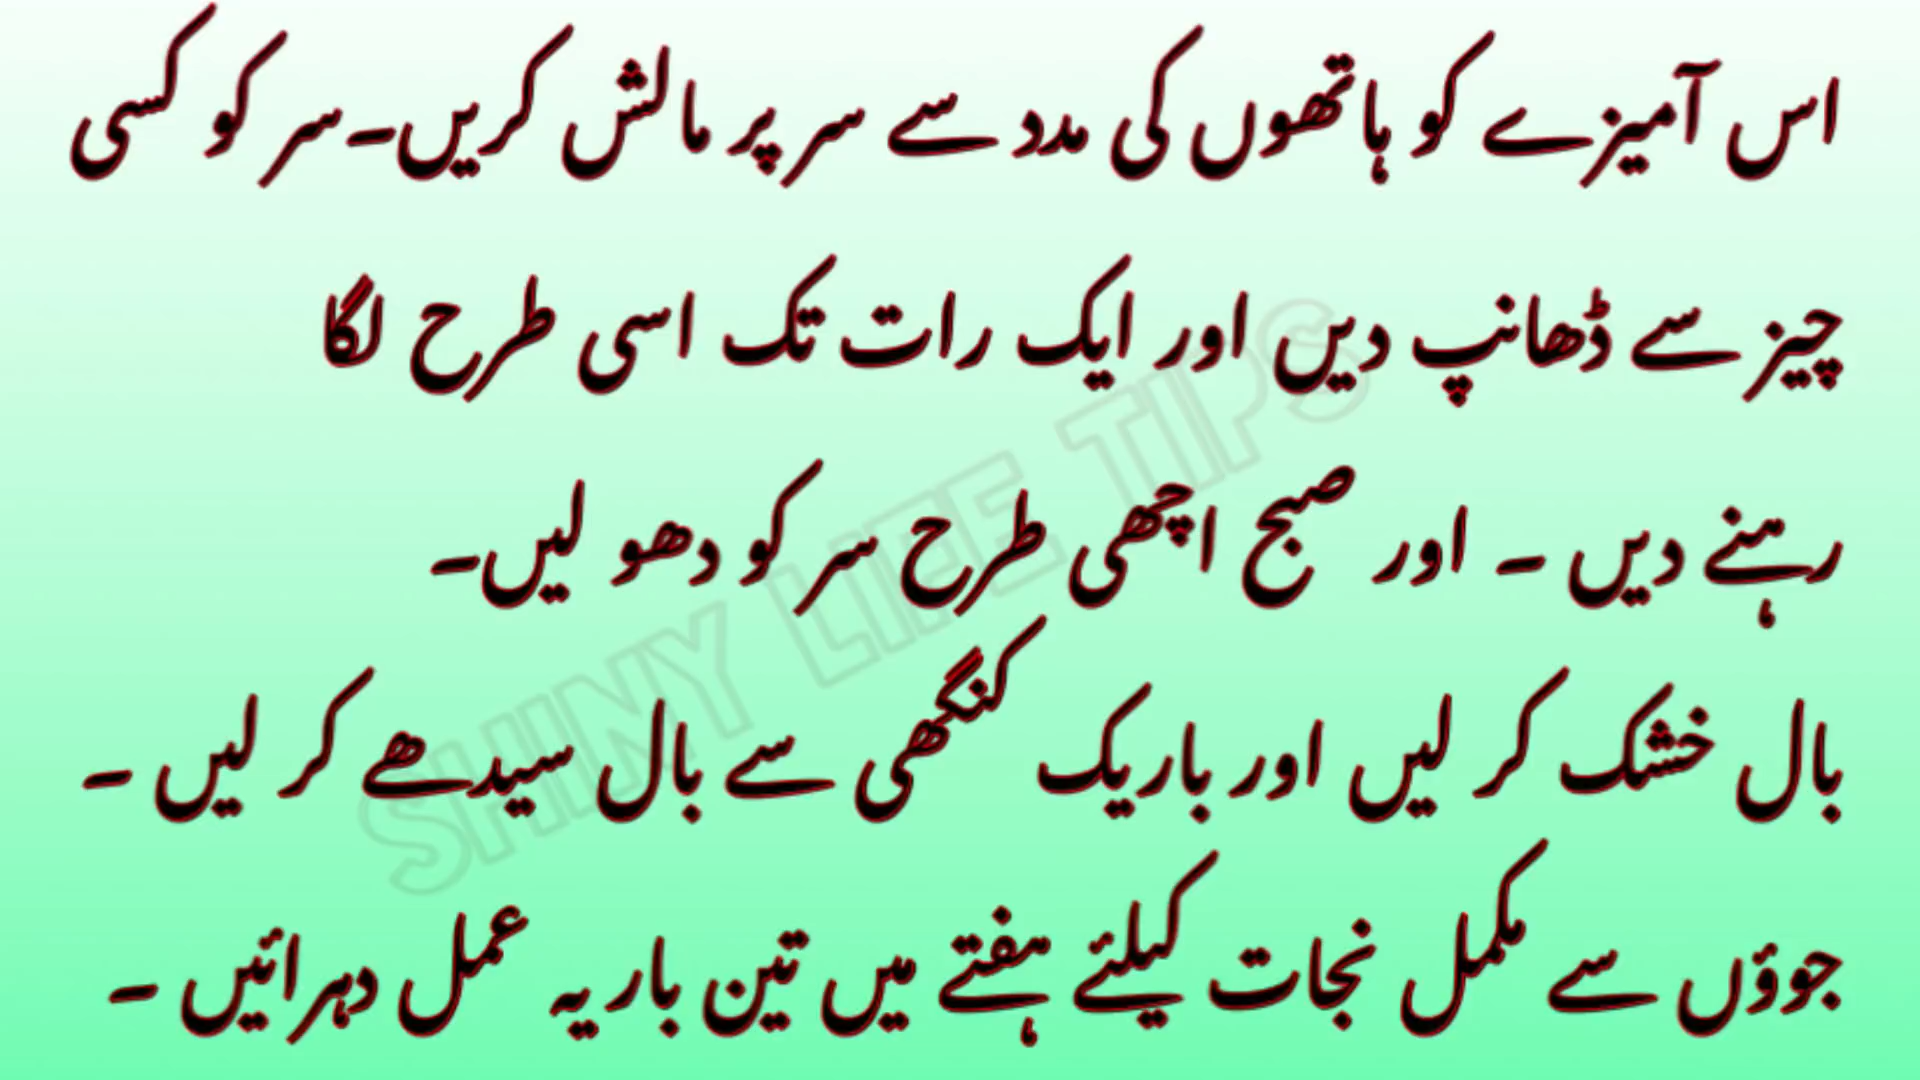 اس آمیزے کو ہاتھوں کی مدد سے سر پر مالش کریں۔سر کو کسی
چیز سے ڈھانپ دیں اور ایک رات تک اسی طرح لگا
رہنے دیں ۔ اور صبح اچھی طرح سر کو دھو لیں۔
بال خشک کر لیں اور باریک کنگھی سے بال سیدھے کر لیں ۔
جوؤں سے مکمل نجات کیلئے ہفتے میں تین بار یہ عمل دہرائیں ۔
SHINY LIFE TIPS